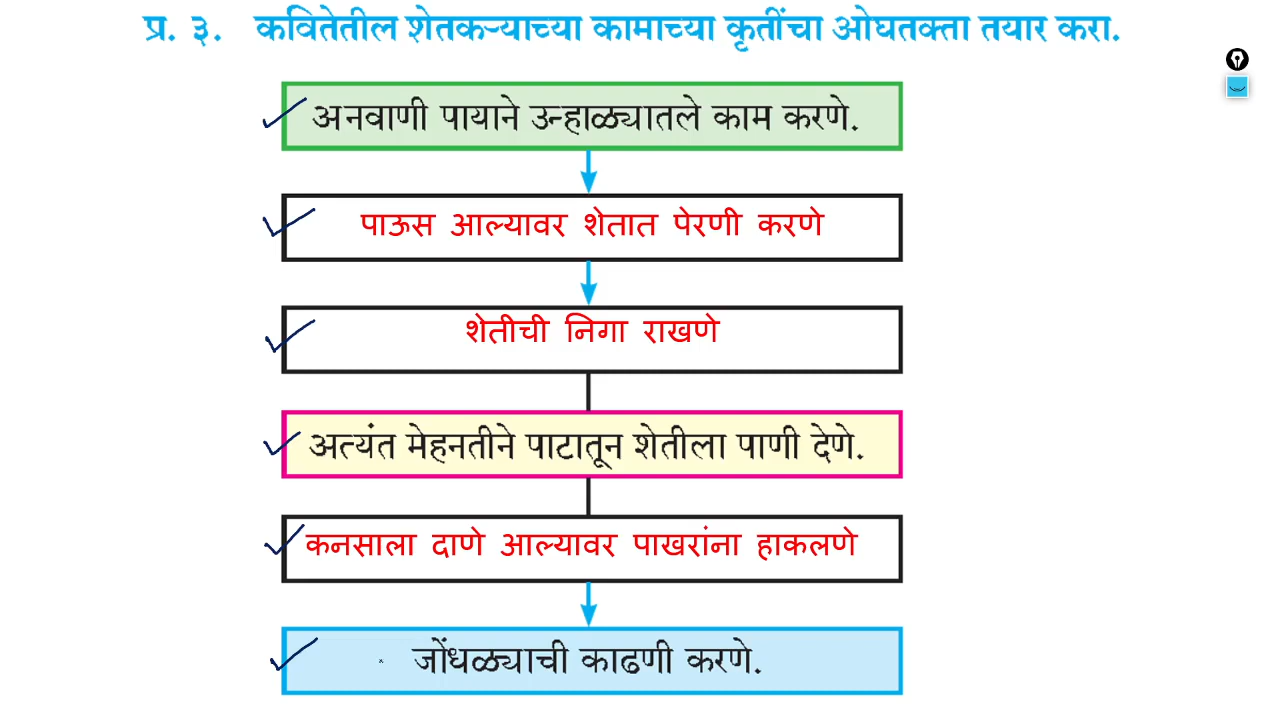 प्र. ३. कवितेतील शेतकऱ्याच्या कामाच्या कृतींचा ओघतक्ता तयार करा.
अनवाणी पायाने उन्हाळ्यातले काम करणे.
पाऊस आल्यावर शेतात पेरणी करणे
शेतीची निगा राखणे
अत्यंत मेहनतीने पाटातून शेतीला पाणी देणे.
कनसाला दाणे आल्यावर पाखरांना हाकलणे
जोंधळ्याची काढणी करणे.